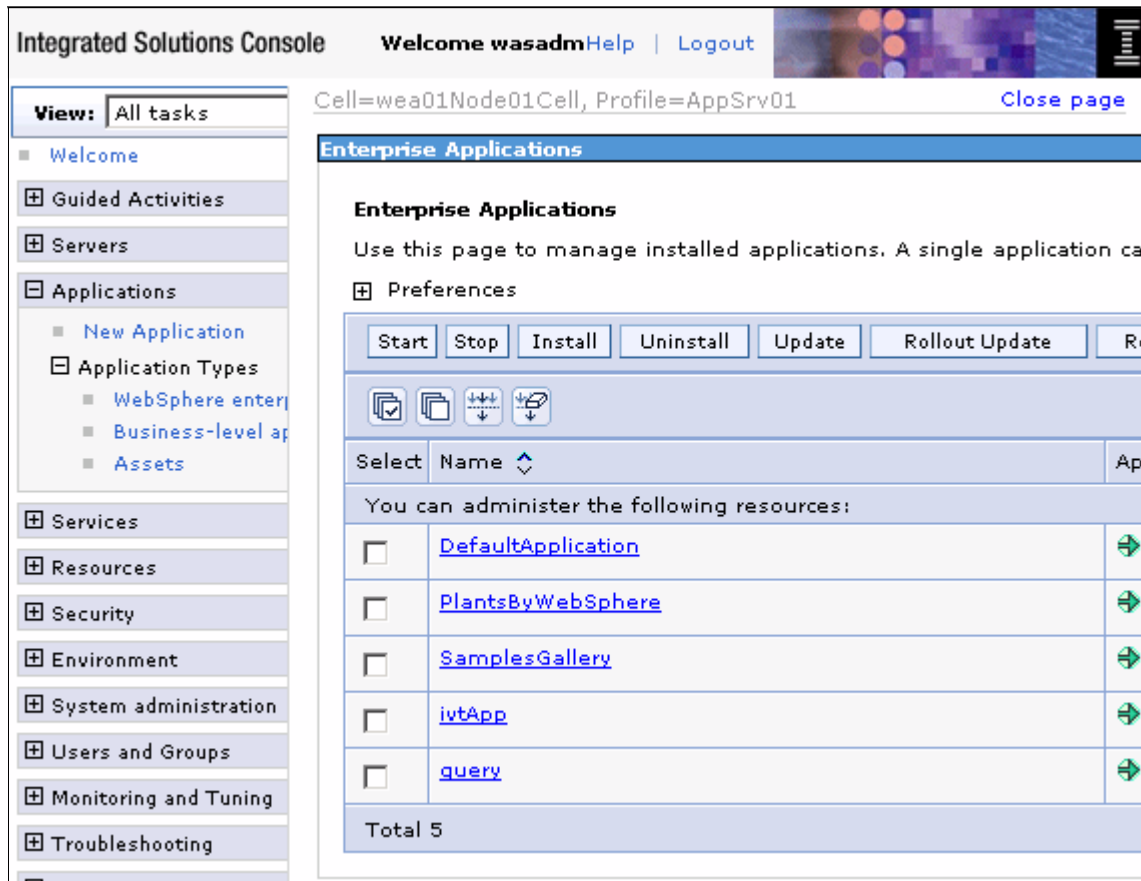 Integrated Solutions Console Welcome wasadmHelp | Logout
View: All tasks
Cell=wea01Node01Cell, Profile=AppSrv01 Close page
Welcome
Guided Activities
Servers
Applications
New Application
Application Types
WebSphere enter
Business-level ap
Assets
Services
Resources
Security
Environment
System administration
Users and Groups
Monitoring and Tuning
Troubleshooting
Enterprise Applications
Enterprise Applications
Use this page to manage installed applications. A single application ca
Preferences
Start Stop Install Uninstall Update Rollout Update R
Select Name Ap
You can administer the following resources:
DefaultApplication
PlantsByWebSphere
SamplesGallery
ivtApp
query
Total 5